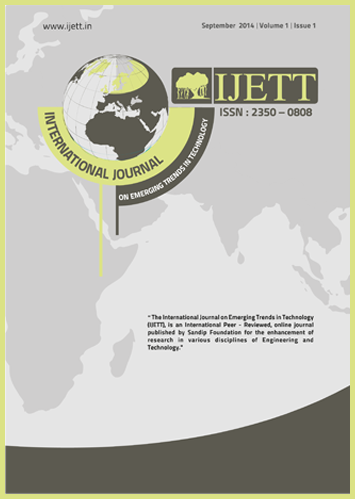 www.ijett.in
September 2014 | Volume 1 | Issue 1
IJETT
ISSN : 2350 – 0808
INTERNATIONAL JOURNAL
ON EMERGING TRENDS IN TECHNOLOGY
"The International Journal on Emerging Trends in Technology
(IJETT), is an International Peer - Reviewed, online journal
published by Sandip Foundation for the enhancement of
research in various disciplines of Engineering and
Technology."